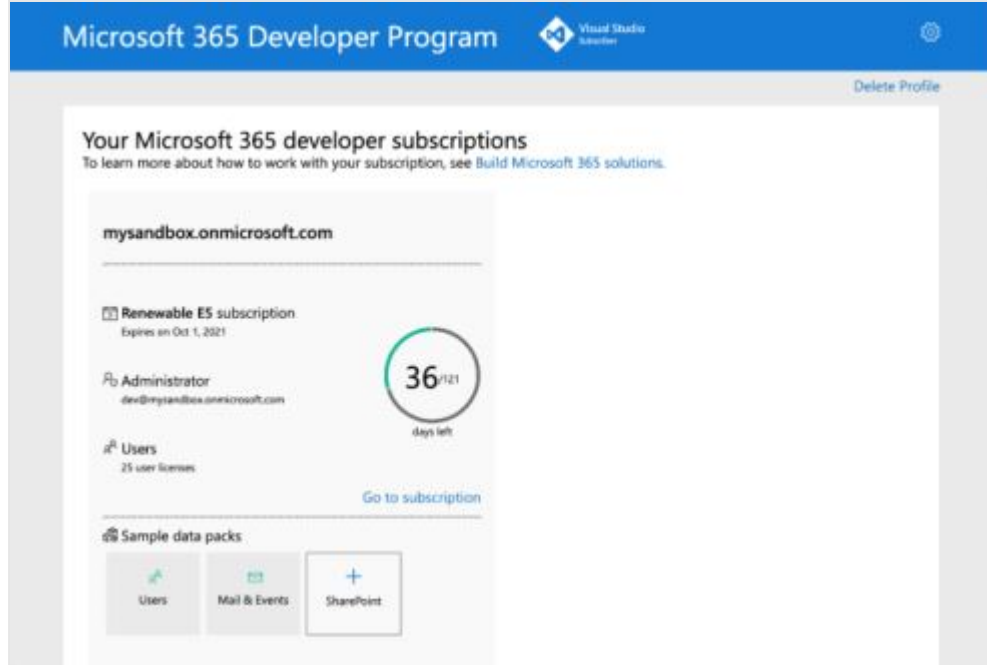 Microsoft 365 Developer Program
Visual Studio
Subscriber
Delete Profile
Your Microsoft 365 developer subscriptions
To learn more about how to work with your subscription, see Build Microsoft 365 solutions.
mysandbox.onmicrosoft.com
Renewable E5 subscription
Expires on Oct 1, 2021
36/121
days left
Administrator
dev@mysandbox.onmicrosoft.com
Users
25 user licenses
Go to subscription
Sample data packs
Users
Mail & Events
SharePoint